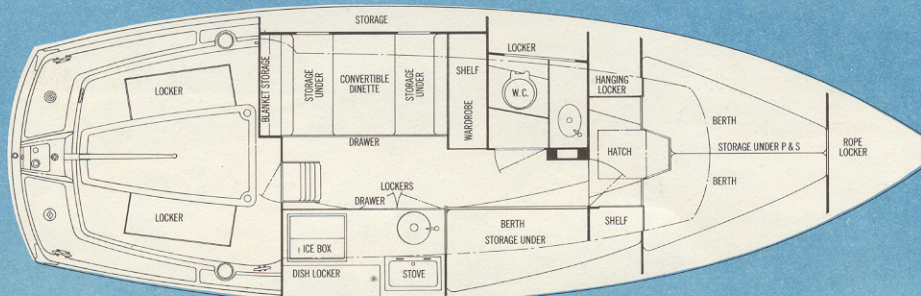 STORAGE
LOCKER
BLANKET STORAGE
STORAGE
UNDER
CONVERTIBLE
DINETTE
STORAGE
UNDER
SHELF
WARDROBE
LOCKER
W.C.
HANGING
LOCKER
BERTH
HATCH
STORAGE UNDER P & S
ROPE
LOCKER
BERTH
DRAWER
LOCKERS
DRAWER
LOCKER
ICE BOX
DISH LOCKER
STOVE
BERTH
STORAGE UNDER
SHELF